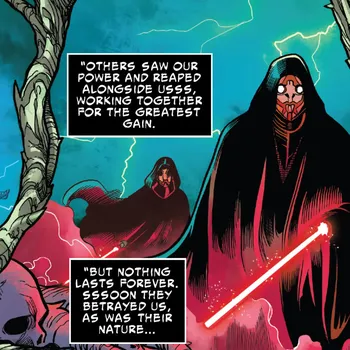 "OTHERS SAW OUR
POWER AND REAPED
ALONGSIDE USSS,
WORKING TOGETHER
FOR THE GREATEST
GAIN.
"BUT NOTHING
LASTS FOREVER.
SSSOON THEY
BETRAYED US,
AS WAS THEIR
NATURE...